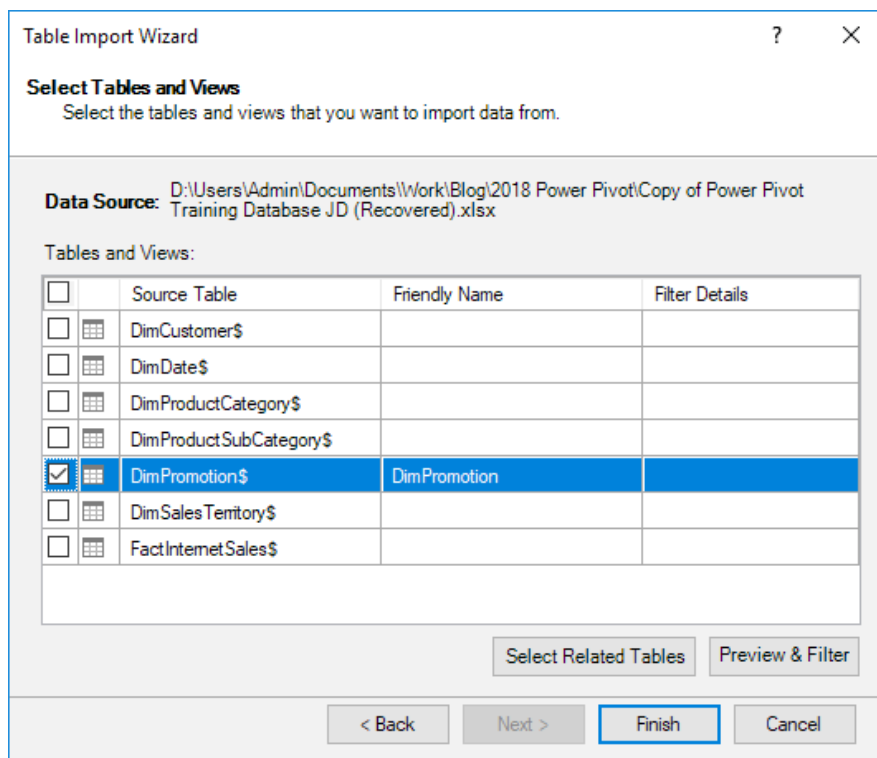 Table Import Wizard
?
Select Tables and Views
Select the tables and views that you want to import data from.
Data Source: D:\Users\Admin\Documents\Work\Blog\2018 Power Pivot\Copy of Power Pivot
Training Database JD (Recovered).xlsx
Tables and Views:
Source Table Friendly Name Filter Details
DimCustomer$
DimDate$
DimProductCategory$
DimProductSubCategory$
DimPromotion$ DimPromotion
DimSalesTerritory$
FactInternetSales$
Select Related Tables Preview & Filter
< Back Next > Finish Cancel